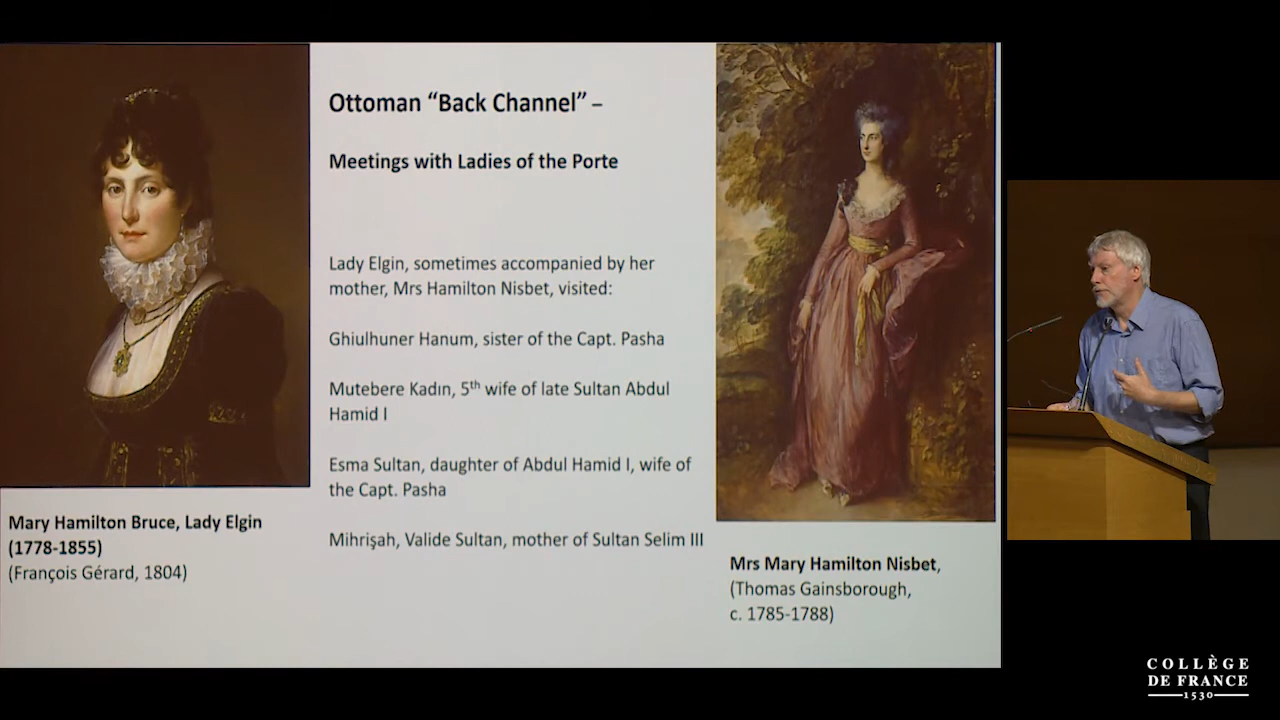 Ottoman “Back Channel” –
Meetings with Ladies of the Porte
Lady Elgin, sometimes accompanied by her
mother, Mrs Hamilton Nisbet, visited:
Ghiulhuner Hanum, sister of the Capt. Pasha
Mutebere Kadın, 5th wife of late Sultan Abdul
Hamid I
Esma Sultan, daughter of Abdul Hamid I, wife of
the Capt. Pasha
Mihrişah, Valide Sultan, mother of Sultan Selim III
Mary Hamilton Bruce, Lady Elgin
(1778-1855)
(François Gérard, 1804)
Mrs Mary Hamilton Nisbet,
(Thomas Gainsborough,
c. 1785-1788)
COLLÈGE
DE FRANCE
1530